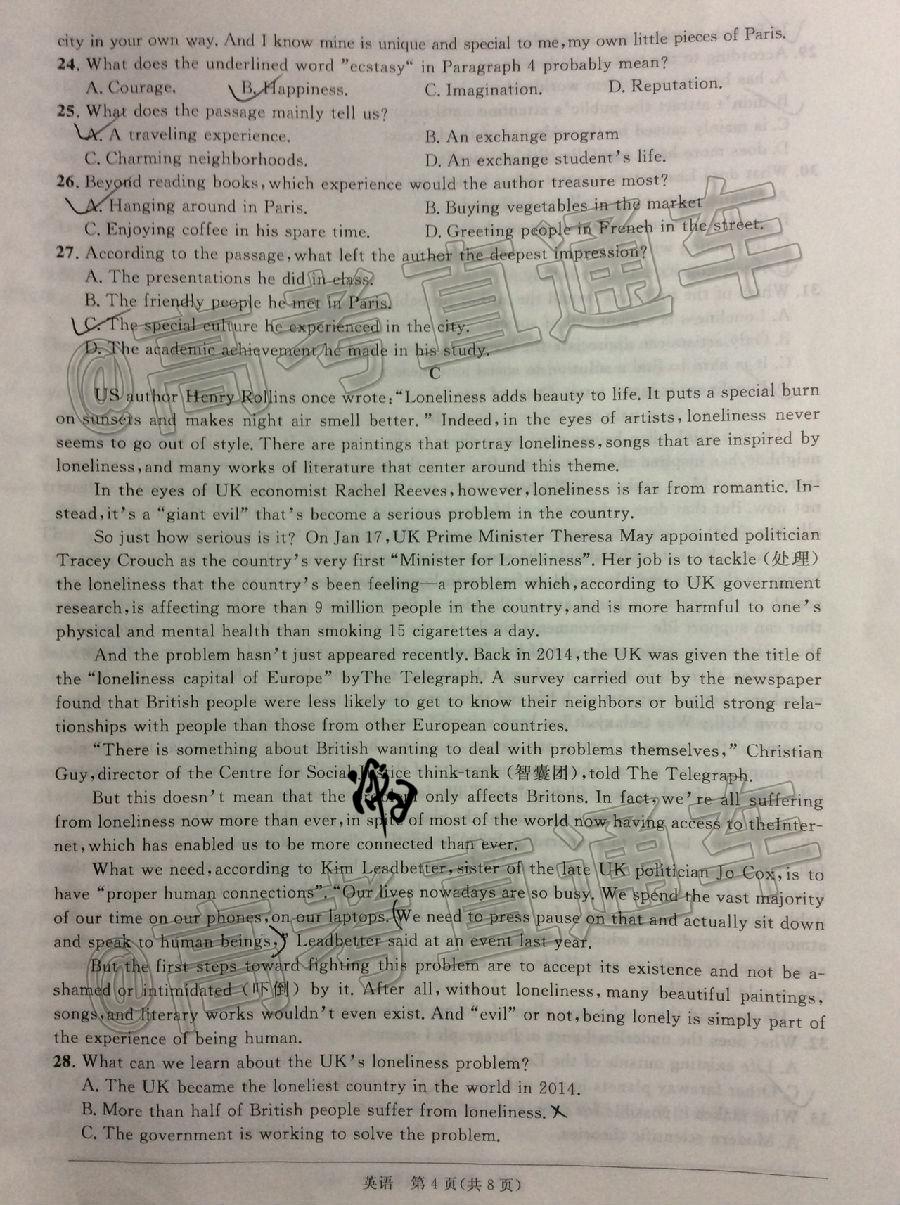 city in your own way. And I know mine is unique and special to me,my own little pieces of Paris.
24. What does the underlined word "ecstasy" in Paragraph 4 probably mean?
A. Courage. B. Happiness. C. Imagination. D. Reputation.
25. What does the passage mainly tell us?
A. A traveling experience. B. An exchange program
C. Charming neighborhoods. D. An exchange student's life.
26. Beyond reading books,which experience would the author treasure most?
A. Hanging around in Paris. B. Buying vegetables in the market
C. Enjoying coffee in his spare time. D. Greeting people in French in the street.
27. According to the passage,what left the author the deepest impression?
A. The presentations he did in class.
B. The friendly people he met in Paris.
C. The special culture he experienced in the city.
D. The academic achievement he made in his study.
C
US author Henry Rollins once wrote:"Loneliness adds beauty to life. It puts a special burn
on sunsets and makes night air smell better." Indeed,in the eyes of artists,loneliness never
seems to go out of style. There are paintings that portray loneliness,songs that are inspired by
loneliness,and many works of literature that center around this theme.
In the eyes of UK economist Rachel Reeves,however,loneliness is far from romantic. In-
stead,it's a "giant evil" that's become a serious problem in the country.
So just how serious is it? On Jan 17,UK Prime Minister Theresa May appointed politician
Tracey Crouch as the country's very first "Minister for Loneliness". Her job is to tackle (处理)
the loneliness that the country's been feeling—a problem which,according to UK government
research,is affecting more than 9 million people in the country,and is more harmful to one's
physical and mental health than smoking 15 cigarettes a day.
And the problem hasn't just appeared recently. Back in 2014,the UK was given the title of
the "loneliness capital of Europe" byThe Telegraph. A survey carried out by the newspaper
found that British people were less likely to get to know their neighbors or build strong rela-
tionships with people than those from other European countries.
"There is something about British wanting to deal with problems themselves," Christian
Guy,director of the Centre for Social Justice think-tank (智囊团),told The Telegraph.
But this doesn't mean that the only affects Britons. In fact,we're all suffering
from loneliness now more than ever,in spite of most of the world now having access to theInter-
net,which has enabled us to be more connected than ever.
What we need,according to Kim Leadbetter,sister of the late UK politician Jo Cox,is to
have "proper human connections". "Our lives nowadays are so busy. We spend the vast majority
of our time on our phones,on our laptops. We need to press pause on that and actually sit down
and speak to human beings," Leadbetter said at an event last year.
But the first steps toward fighting this problem are to accept its existence and not be a-
shamed or intimidated (吓倒) by it. After all, without loneliness, many beautiful paintings,
songs,and literary works wouldn't even exist. And "evil" or not,being lonely is simply part of
the experience of being human.
28. What can we learn about the UK's loneliness problem?
A. The UK became the loneliest country in the world in 2014.
B. More than half of British people suffer from loneliness.
C. The government is working to solve the problem.
英语 第4页(共8页)
@高考直通车
@高考直通车